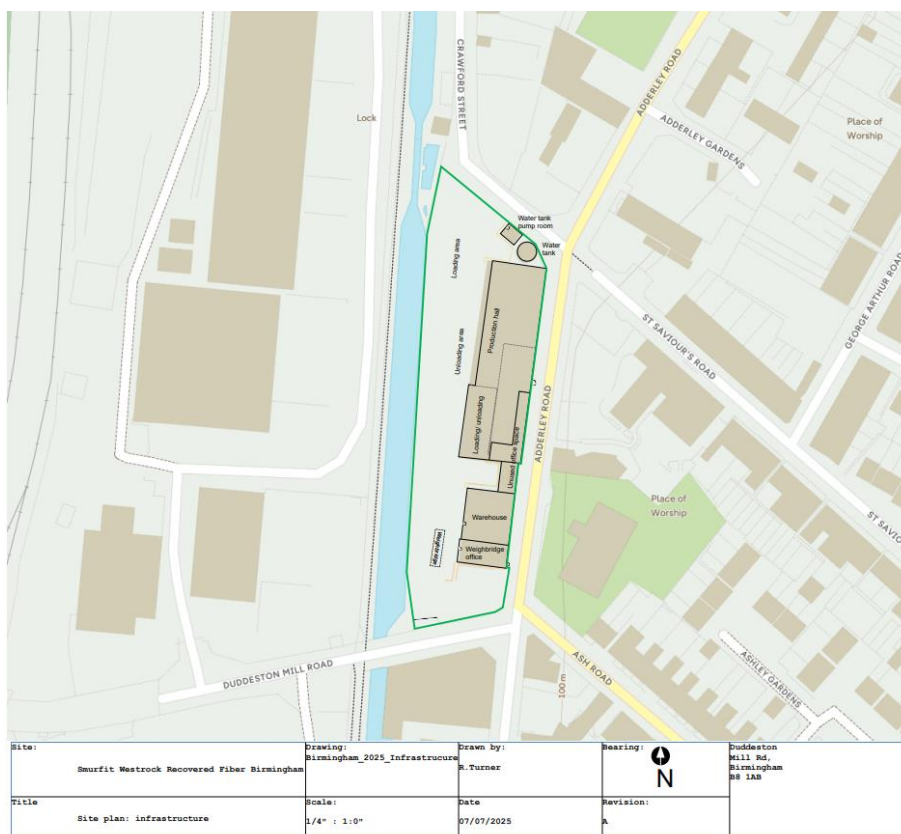 CRAWFORD STREET
ADDERLEY ROAD
Lock
ADDERLEY GARDENS
Place of
Worship
Water tank
pump room
Water
tank
Loading area
GEORGE ARTHUR ROAD
Production hall
Unloading area
ST SAVIOUR'S ROAD
Loading/ unloading
ADDERLEY ROAD
Unused office space
Place of
Worship
Warehouse
ST SAVIO
Weighbridge
office
ASH ROAD
ASHLEY GARDENS
DUDDESTON MILL ROAD
100 m
Site:
Smurfit Westrock Recovered Fiber Birmingham
Drawing:
Birmingham_2025_Infrastrucure
Drawn by:
R.Turner
Bearing:
N
Duddeston
Mill Rd,
Birmingham
B8 1AB
Title
Site plan: infrastructure
Scale:
1/4" : 1:0"
Date
07/07/2025
Revision:
A